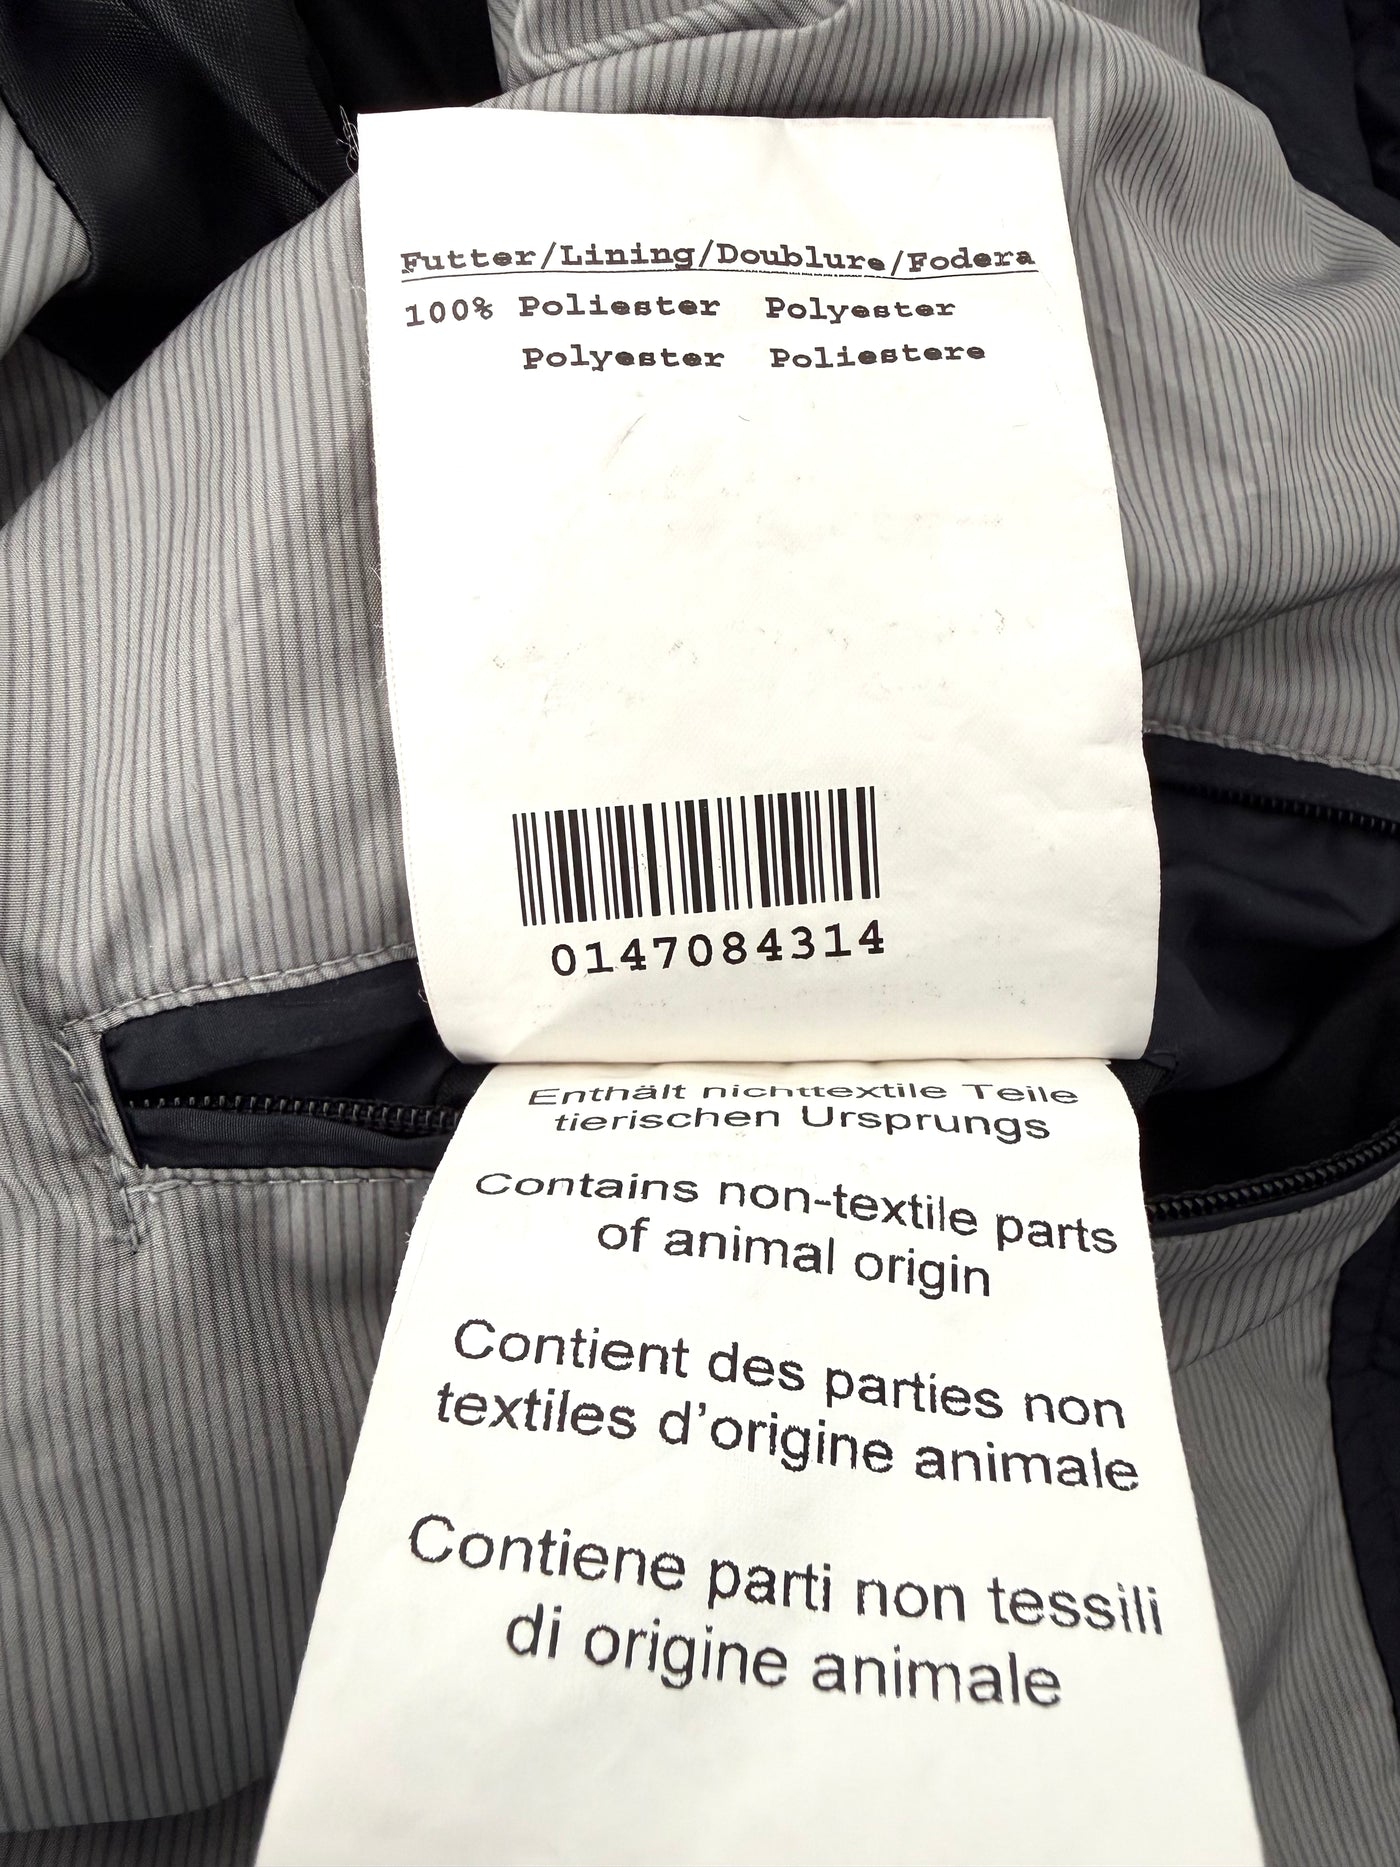 Futter/Lining/Doublure/Fodera
100% Poliester Polyester
Polyester Poliestere
0147084314
Enthält nichttextile Teile
tierischen Ursprungs
Contains non-textile parts
of animal origin
Contient des parties non
textiles d'origine animale
Contiene parti non tessili
di origine animale